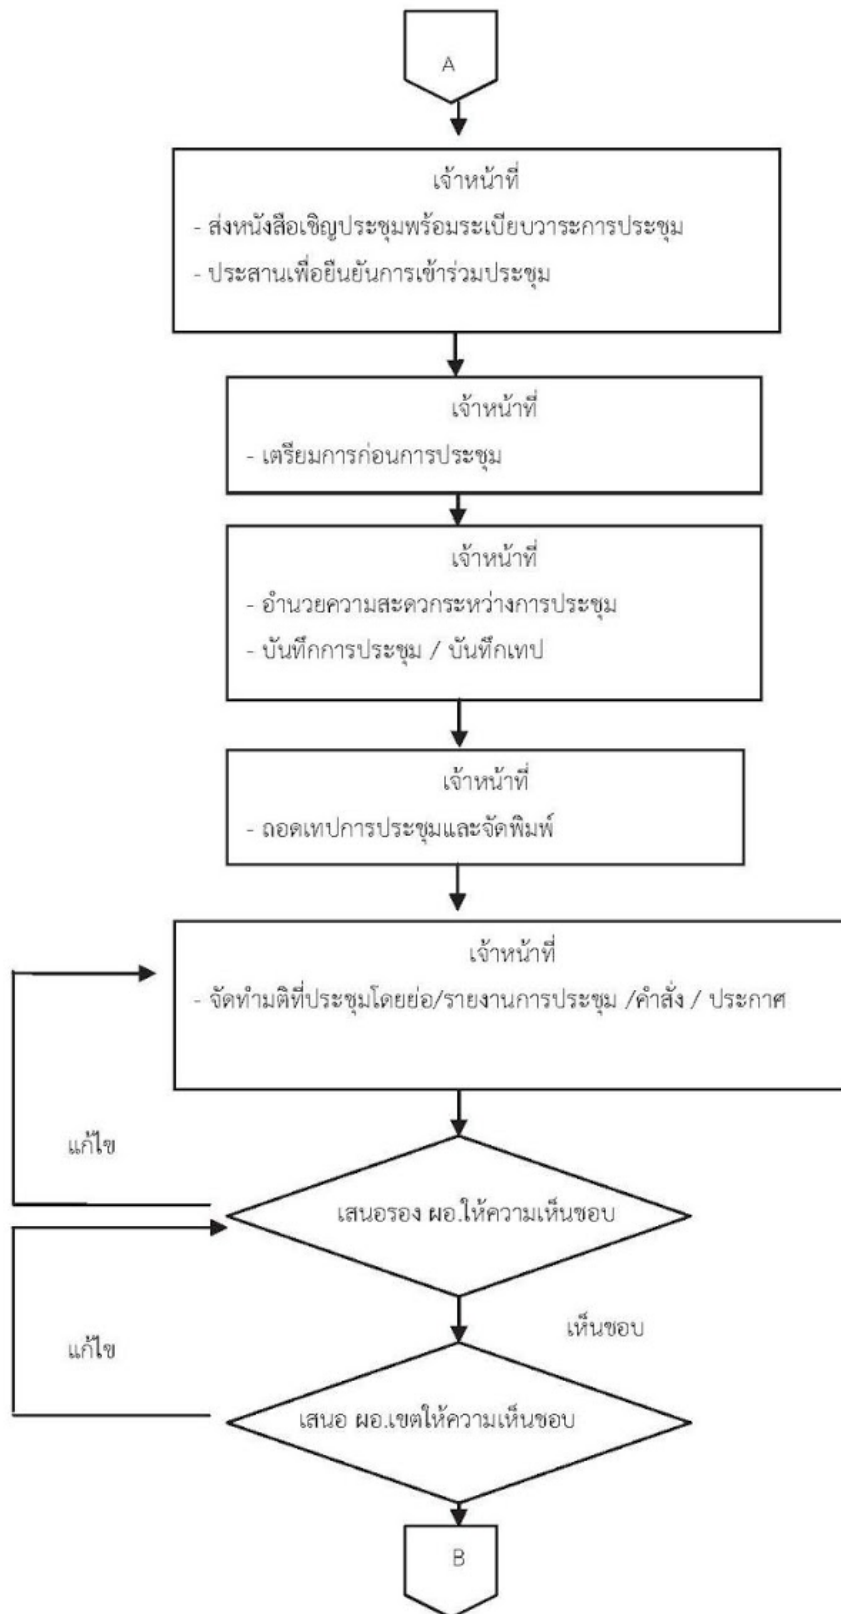 A
เจ้าหน้าที่
- ส่งหนังสือเชิญประชุมพร้อมระเบียบวาระการประชุม
- ประสานเพื่อยืนยันการเข้าร่วมประชุม
เจ้าหน้าที่
- เตรียมการก่อนการประชุม
เจ้าหน้าที่
- อำนวยความสะดวกระหว่างการประชุม
- บันทึกการประชุม / บันทึกเทป
เจ้าหน้าที่
- ถอดเทปการประชุมและจัดพิมพ์
เจ้าหน้าที่
- จัดทำมติที่ประชุมโดยย่อ/รายงานการประชุม /คำสั่ง / ประกาศ
แก้ไข
เสนอรอง ผอ.ให้ความเห็นชอบ
เห็นชอบ
แก้ไข
เสนอ ผอ.เขตให้ความเห็นชอบ
B